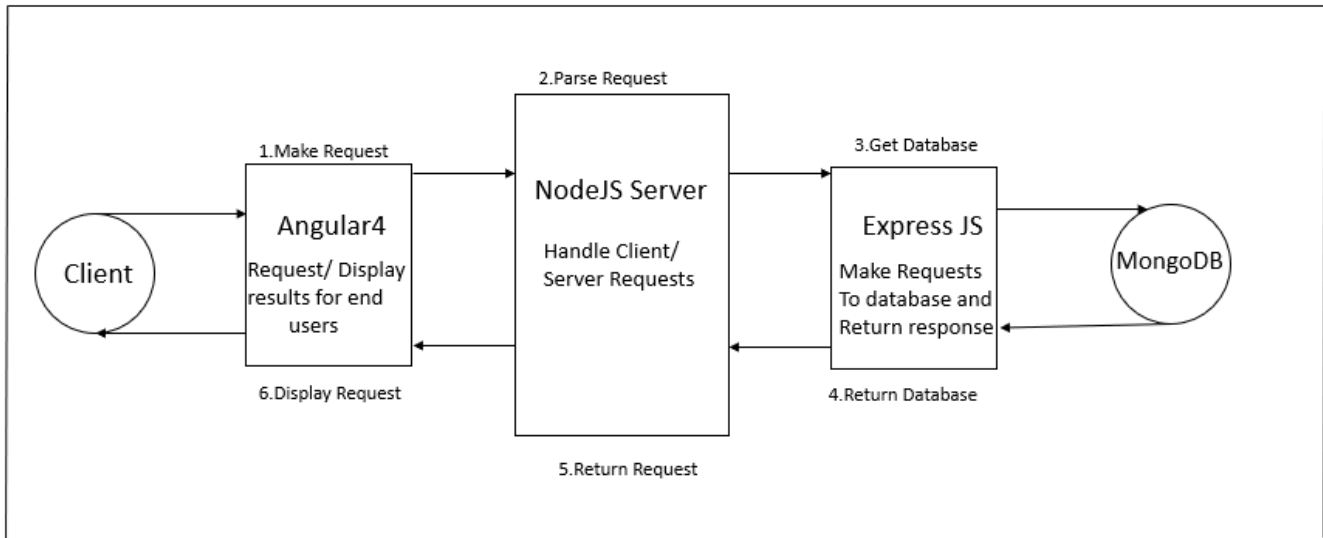 2.Parse Request
1.Make Request
3.Get Database
Client
Angular4
Request/ Display
results for end
users
NodeJS Server
Handle Client/
Server Requests
Express JS
Make Requests
To database and
Return response
MongoDB
6.Display Request
4.Return Database
5.Return Request